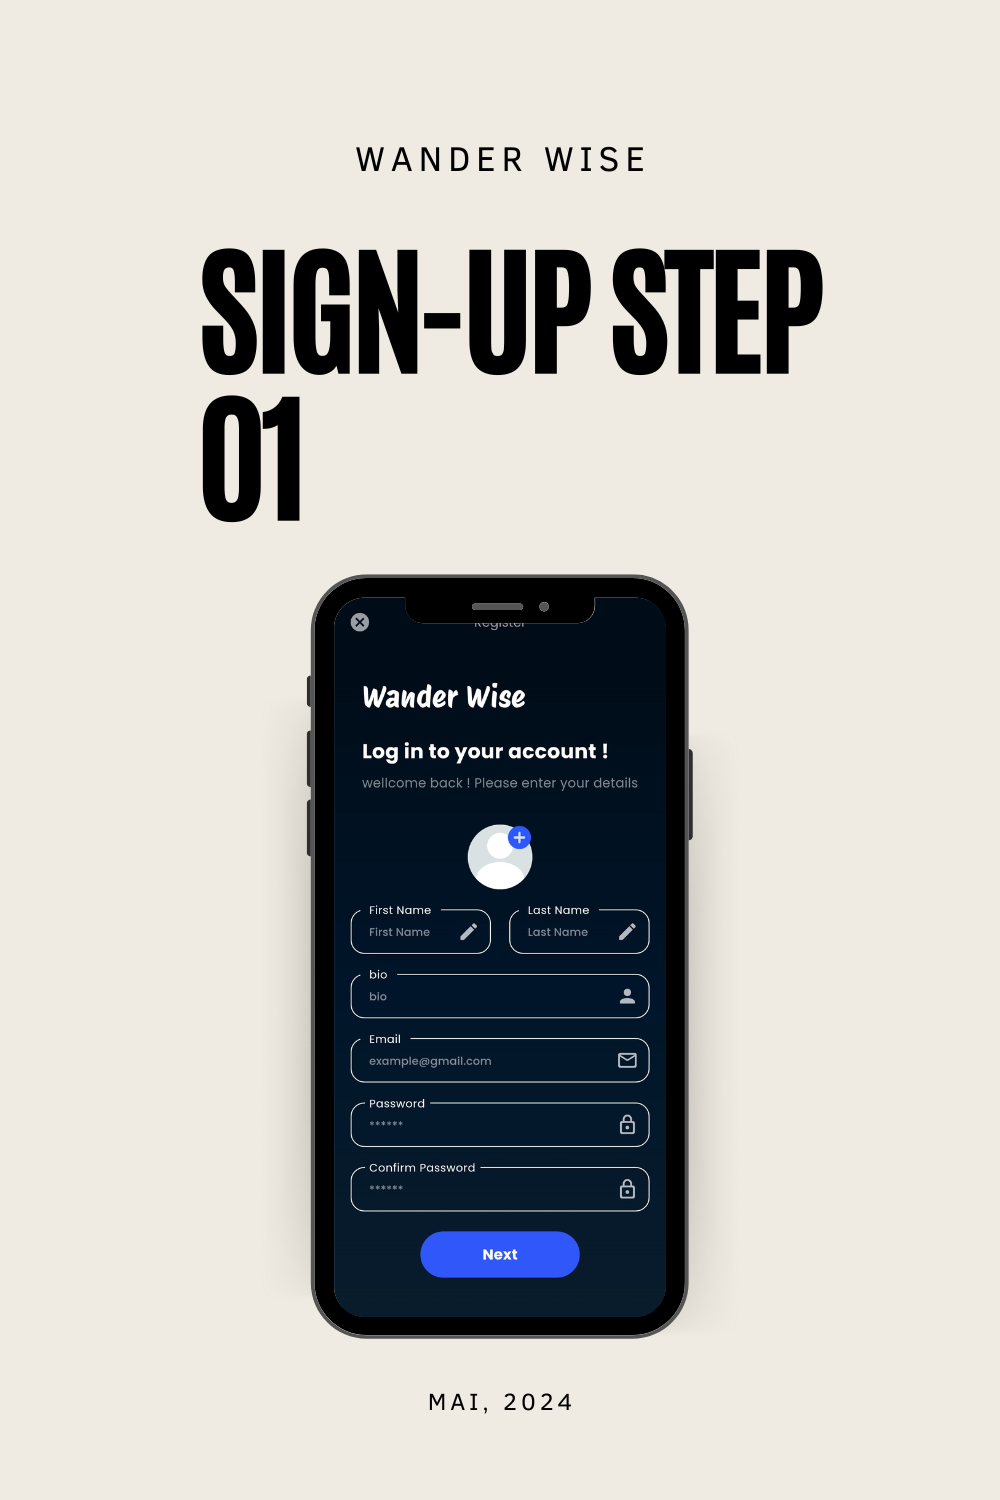 WANDER WISE
SIGN-UP STEP
01
Register
Wander Wise
Log in to your account !
wellcome back ! Please enter your details
First Name
Last Name
First Name
Last Name
bio
bio
Email
example@gmail.com
Password
******
Confirm Password
******
Next
MAI, 2024